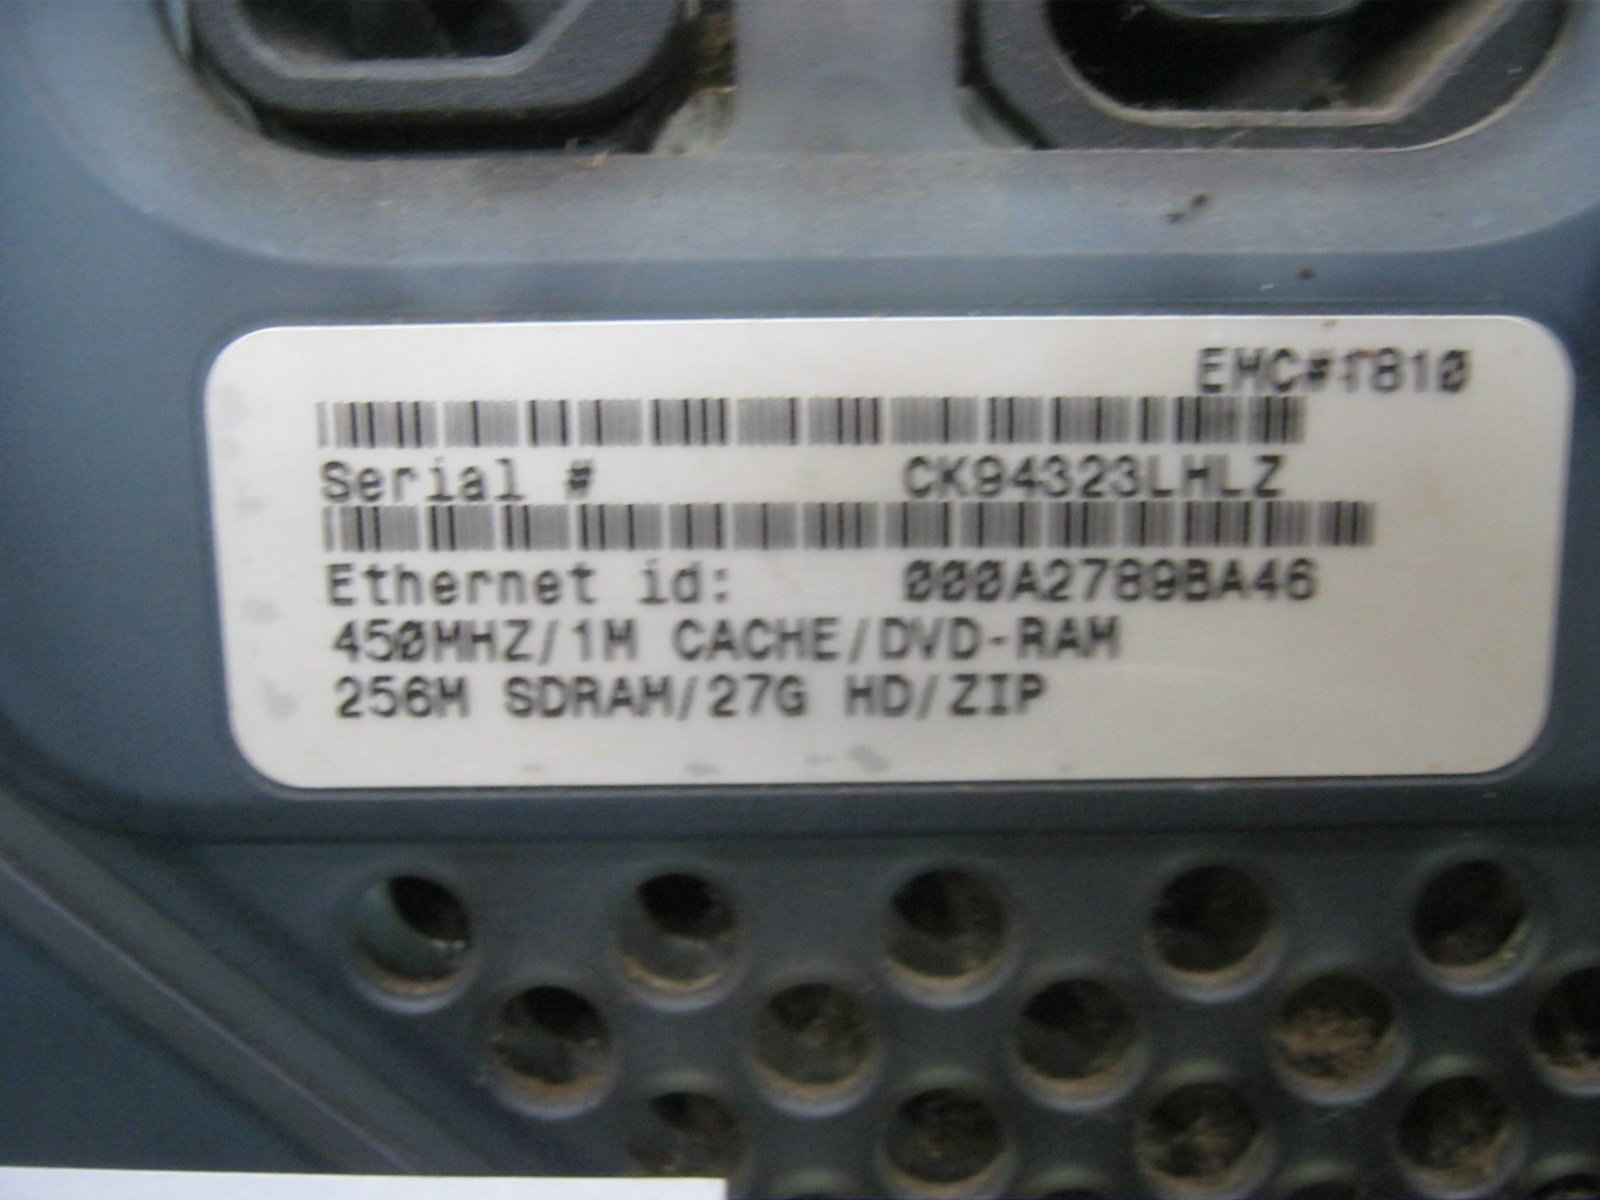 EMC#1810
Serial # CK94323LHLZ
Ethernet id: 000A2789BA46
450MHZ/1M CACHE/DVD-RAM
256M SDRAM/27G HD/ZIP